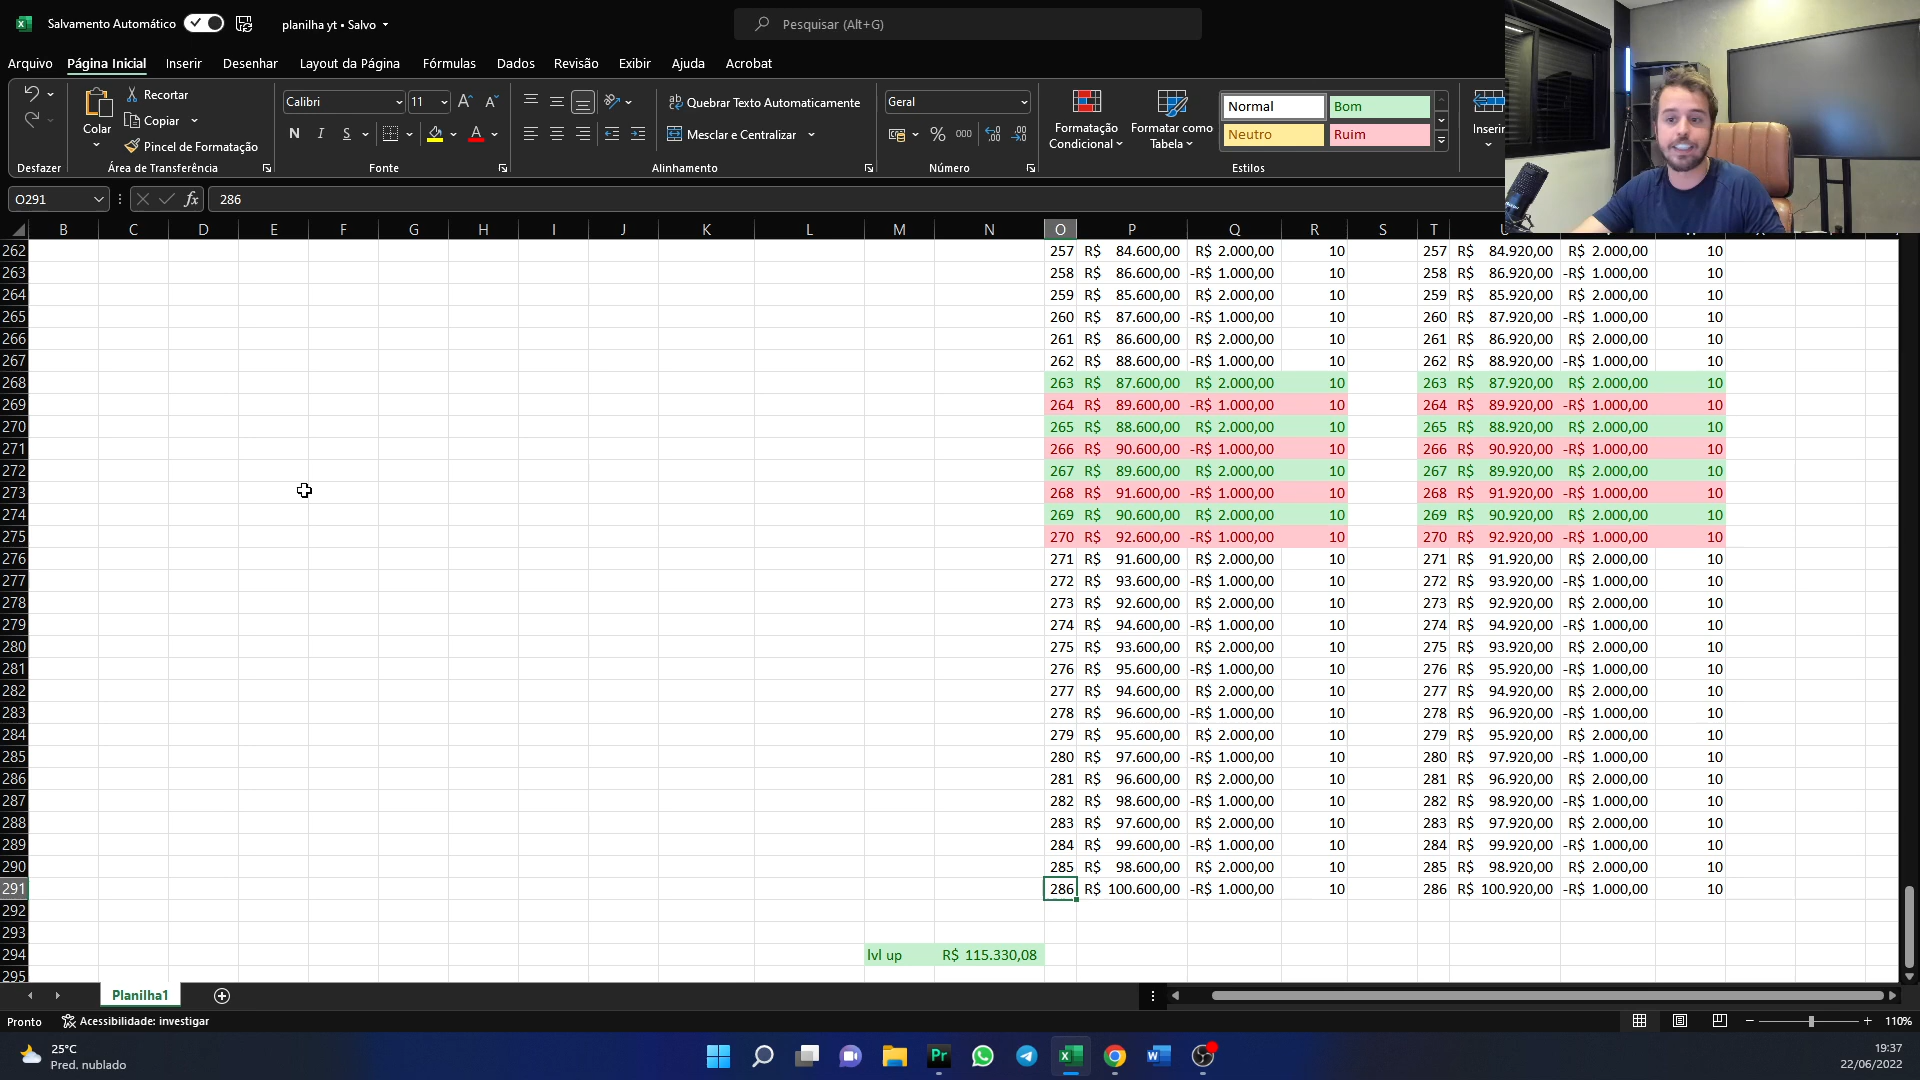 Salvamento Automático
planilha yt • Salvo
Pesquisar (Alt+G)
Arquivo Página Inicial Inserir Desenhar Layout da Página Fórmulas Dados Revisão Exibir Ajuda Acrobat
Recortar
Copiar
Pincel de Formatação
Colar
Calibri 11
N I S
Quebrar Texto Automaticamente
Mesclar e Centralizar
Geral
% 000
Formatação Condicional
Formatar como Tabela
Normal Bom
Neutro Ruim
Inserir
Desfazer Área de Transferência Fonte Alinhamento Número Estilos
O291 fx 286
B C D E F G H I J K L M N O P Q R S T
262 257 R$ 84.600,00 R$ 2.000,00 10 257 R$ 84.920,00 R$ 2.000,00 10
263 258 R$ 86.600,00 -R$ 1.000,00 10 258 R$ 86.920,00 -R$ 1.000,00 10
264 259 R$ 85.600,00 R$ 2.000,00 10 259 R$ 85.920,00 R$ 2.000,00 10
265 260 R$ 87.600,00 -R$ 1.000,00 10 260 R$ 87.920,00 -R$ 1.000,00 10
266 261 R$ 86.600,00 R$ 2.000,00 10 261 R$ 86.920,00 R$ 2.000,00 10
267 262 R$ 88.600,00 -R$ 1.000,00 10 262 R$ 88.920,00 -R$ 1.000,00 10
268 263 R$ 87.600,00 R$ 2.000,00 10 263 R$ 87.920,00 R$ 2.000,00 10
269 264 R$ 89.600,00 -R$ 1.000,00 10 264 R$ 89.920,00 -R$ 1.000,00 10
270 265 R$ 88.600,00 R$ 2.000,00 10 265 R$ 88.920,00 R$ 2.000,00 10
271 266 R$ 90.600,00 -R$ 1.000,00 10 266 R$ 90.920,00 -R$ 1.000,00 10
272 267 R$ 89.600,00 R$ 2.000,00 10 267 R$ 89.920,00 R$ 2.000,00 10
273 268 R$ 91.600,00 -R$ 1.000,00 10 268 R$ 91.920,00 -R$ 1.000,00 10
274 269 R$ 90.600,00 R$ 2.000,00 10 269 R$ 90.920,00 R$ 2.000,00 10
275 270 R$ 92.600,00 -R$ 1.000,00 10 270 R$ 92.920,00 -R$ 1.000,00 10
276 271 R$ 91.600,00 R$ 2.000,00 10 271 R$ 91.920,00 R$ 2.000,00 10
277 272 R$ 93.600,00 -R$ 1.000,00 10 272 R$ 93.920,00 -R$ 1.000,00 10
278 273 R$ 92.600,00 R$ 2.000,00 10 273 R$ 92.920,00 R$ 2.000,00 10
279 274 R$ 94.600,00 -R$ 1.000,00 10 274 R$ 94.920,00 -R$ 1.000,00 10
280 275 R$ 93.600,00 R$ 2.000,00 10 275 R$ 93.920,00 R$ 2.000,00 10
281 276 R$ 95.600,00 -R$ 1.000,00 10 276 R$ 95.920,00 -R$ 1.000,00 10
282 277 R$ 94.600,00 R$ 2.000,00 10 277 R$ 94.920,00 R$ 2.000,00 10
283 278 R$ 96.600,00 -R$ 1.000,00 10 278 R$ 96.920,00 -R$ 1.000,00 10
284 279 R$ 95.600,00 R$ 2.000,00 10 279 R$ 95.920,00 R$ 2.000,00 10
285 280 R$ 97.600,00 -R$ 1.000,00 10 280 R$ 97.920,00 -R$ 1.000,00 10
286 281 R$ 96.600,00 R$ 2.000,00 10 281 R$ 96.920,00 R$ 2.000,00 10
287 282 R$ 98.600,00 -R$ 1.000,00 10 282 R$ 98.920,00 -R$ 1.000,00 10
288 283 R$ 97.600,00 R$ 2.000,00 10 283 R$ 97.920,00 R$ 2.000,00 10
289 284 R$ 99.600,00 -R$ 1.000,00 10 284 R$ 99.920,00 -R$ 1.000,00 10
290 285 R$ 98.600,00 R$ 2.000,00 10 285 R$ 98.920,00 R$ 2.000,00 10
291 286 R$ 100.600,00 -R$ 1.000,00 10 286 R$ 100.920,00 -R$ 1.000,00 10
292
293
294 lvl up R$ 115.330,08
295
Planilha1
Pronto Acessibilidade: investigar 110%
25°C
Pred. nublado
Pr
19:37
22/06/2022